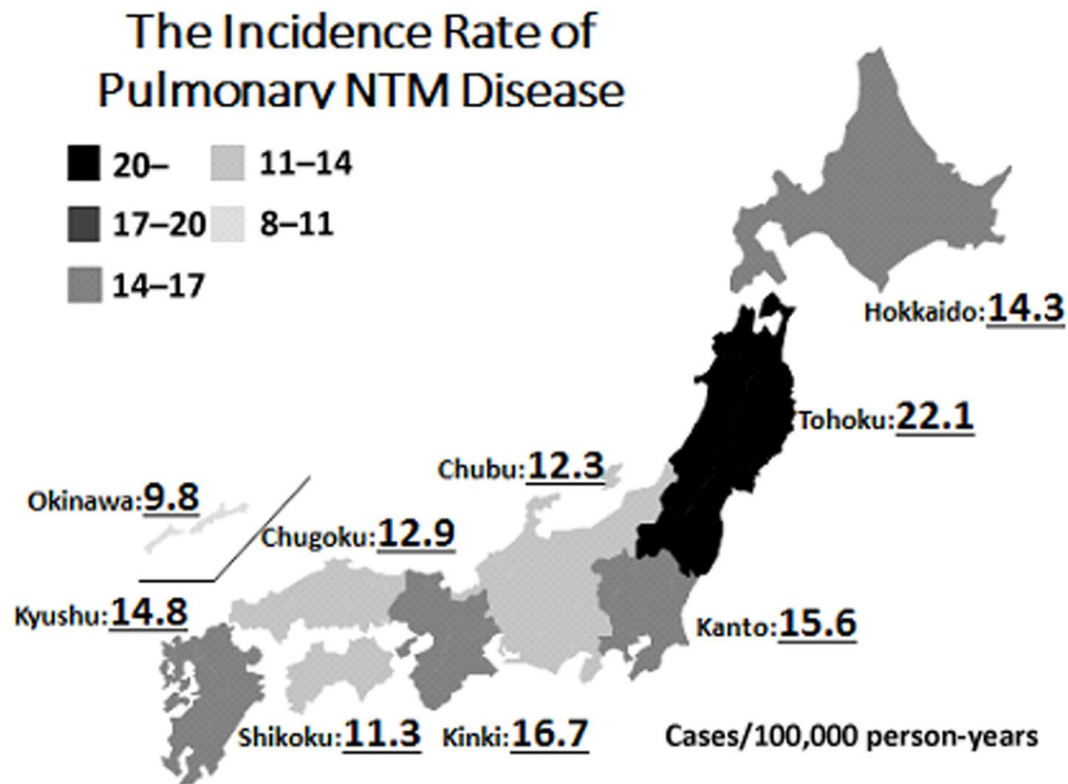 The Incidence Rate of
Pulmonary NTM Disease
20– 11–14
17–20 8–11
14–17
Hokkaido:14.3
Tohoku:22.1
Chubu:12.3
Okinawa:9.8
Chugoku:12.9
Kyushu:14.8
Kanto:15.6
Shikoku:11.3 Kinki:16.7 Cases/100,000 person-years